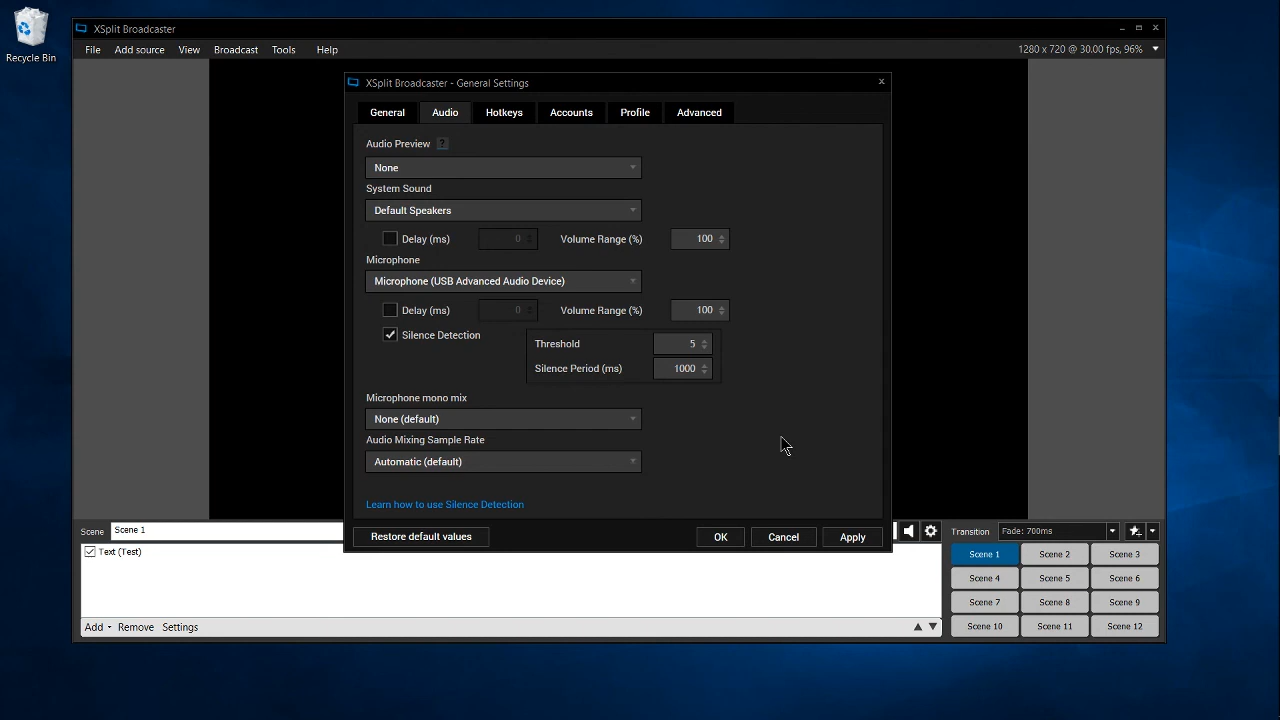 Recycle Bin
XSplit Broadcaster
File Add source View Broadcast Tools Help
1280 x 720 @ 30.00 fps, 96%
XSplit Broadcaster - General Settings
General Audio Hotkeys Accounts Profile Advanced
Audio Preview ?
None
System Sound
Default Speakers
Delay (ms) 0 Volume Range (%) 100
Microphone
Microphone (USB Advanced Audio Device)
Delay (ms) 0 Volume Range (%) 100
Silence Detection
Threshold 5
Silence Period (ms) 1000
Microphone mono mix
None (default)
Audio Mixing Sample Rate
Automatic (default)
Learn how to use Silence Detection
Restore default values OK Cancel Apply
Scene Scene 1
Text (Test)
Add Remove Settings
Transition Fade: 700ms
Scene 1 Scene 2 Scene 3
Scene 4 Scene 5 Scene 6
Scene 7 Scene 8 Scene 9
Scene 10 Scene 11 Scene 12